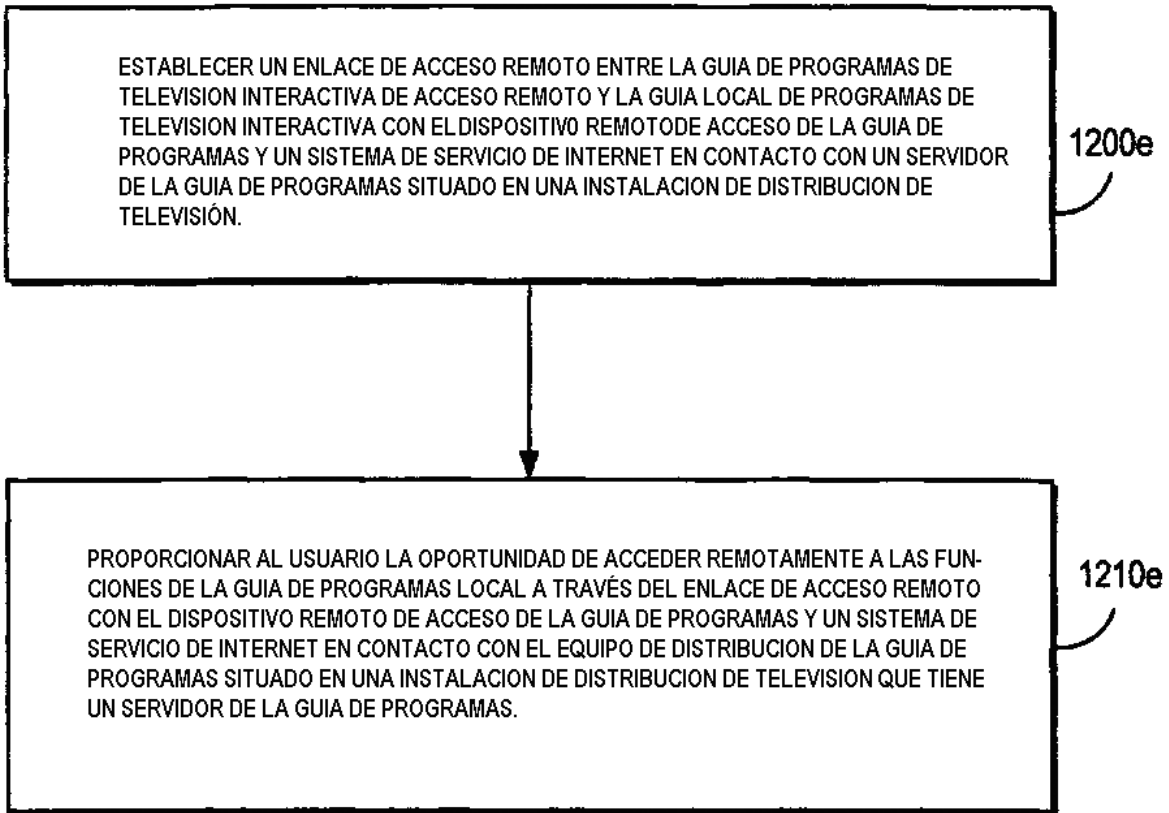 ESTABLECER UN ENLACE DE ACCESO REMOTO ENTRE LA GUIA DE PROGRAMAS DE
TELEVISION INTERACTIVA DE ACCESO REMOTO Y LA GUIA LOCAL DE PROGRAMAS DE
TELEVISION INTERACTIVA CON EL DISPOSITIVO REMOTODE ACCESO DE LA GUIA DE
PROGRAMAS Y UN SISTEMA DE SERVICIO DE INTERNET EN CONTACTO CON UN SERVIDOR
DE LA GUIA DE PROGRAMAS SITUADO EN UNA INSTALACION DE DISTRIBUCION DE
TELEVISIÓN.
1200e
PROPORCIONAR AL USUARIO LA OPORTUNIDAD DE ACCEDER REMOTAMENTE A LAS FUN-
CIONES DE LA GUIA DE PROGRAMAS LOCAL A TRAVÉS DEL ENLACE DE ACCESO REMOTO
CON EL DISPOSITIVO REMOTO DE ACCESO DE LA GUIA DE PROGRAMAS Y UN SISTEMA DE
SERVICIO DE INTERNET EN CONTACTO CON EL EQUIPO DE DISTRIBUCION DE LA GUIA DE
PROGRAMAS SITUADO EN UNA INSTALACION DE DISTRIBUCION DE TELEVISION QUE TIENE
UN SERVIDOR DE LA GUIA DE PROGRAMAS.
1210e